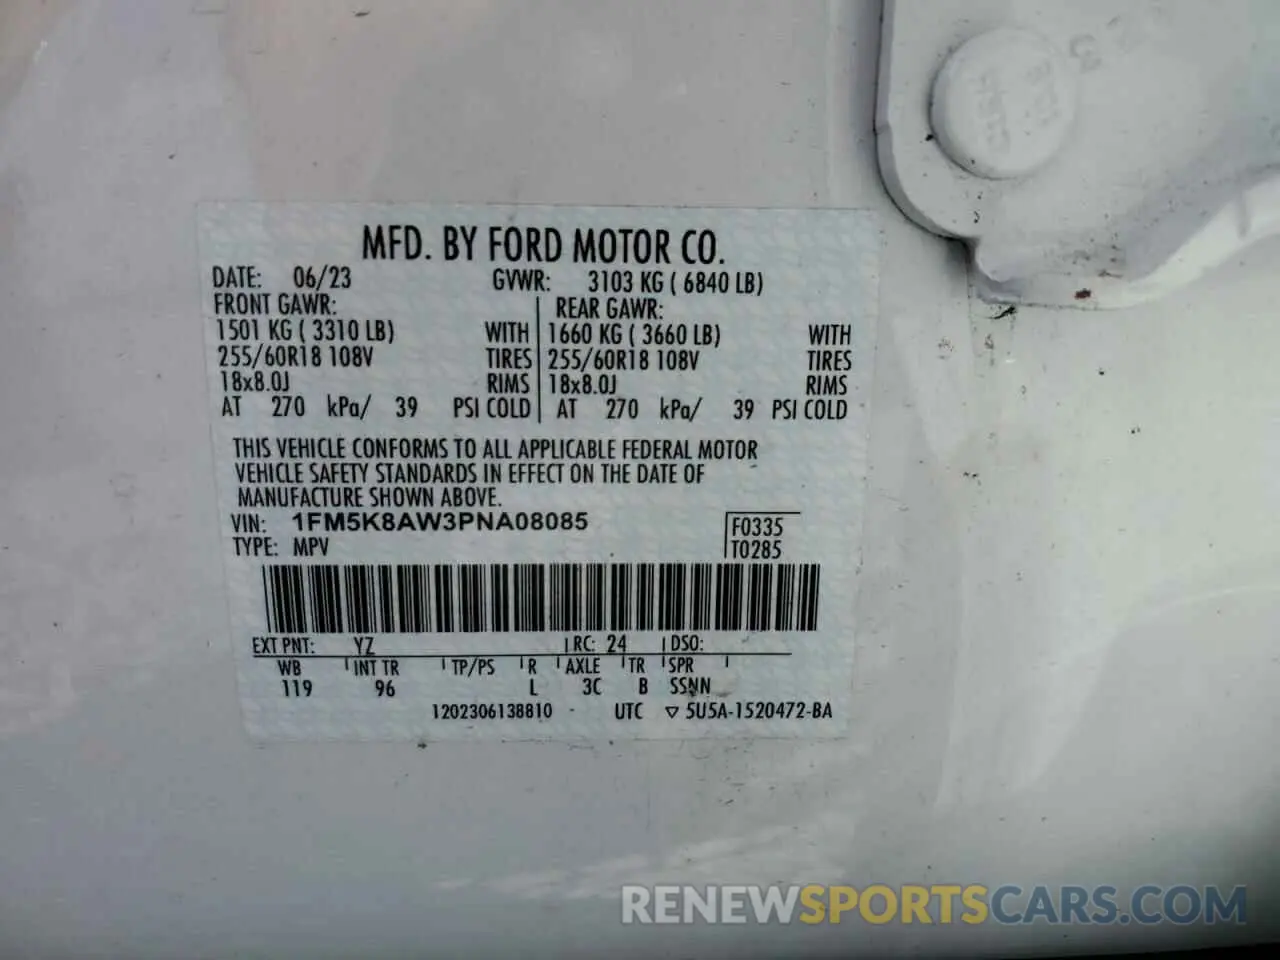 MFD. BY FORD MOTOR CO.
DATE: 06/23 GVWR: 3103 KG ( 6840 LB)
FRONT GAWR: REAR GAWR:
1501 KG ( 3310 LB) WITH 1660 KG ( 3660 LB) WITH
255/60R18 108V TIRES 255/60R18 108V TIRES
18x8.0J RIMS 18x8.0J RIMS
AT 270 kPa/ 39 PSI COLD AT 270 kPa/ 39 PSI COLD
THIS VEHICLE CONFORMS TO ALL APPLICABLE FEDERAL MOTOR
VEHICLE SAFETY STANDARDS IN EFFECT ON THE DATE OF
MANUFACTURE SHOWN ABOVE.
VIN: 1FM5K8AW3PNA08085 F0335
TYPE: MPV T0285
EXT PNT: YZ RC: 24 DSO:
WB INT TR TP/PS R AXLE TR SPR
119 96 L 3C B SSNN
1202306138810 UTC ▽ 5U5A-1520472-BA
RENEWSPORTSCARS.COM